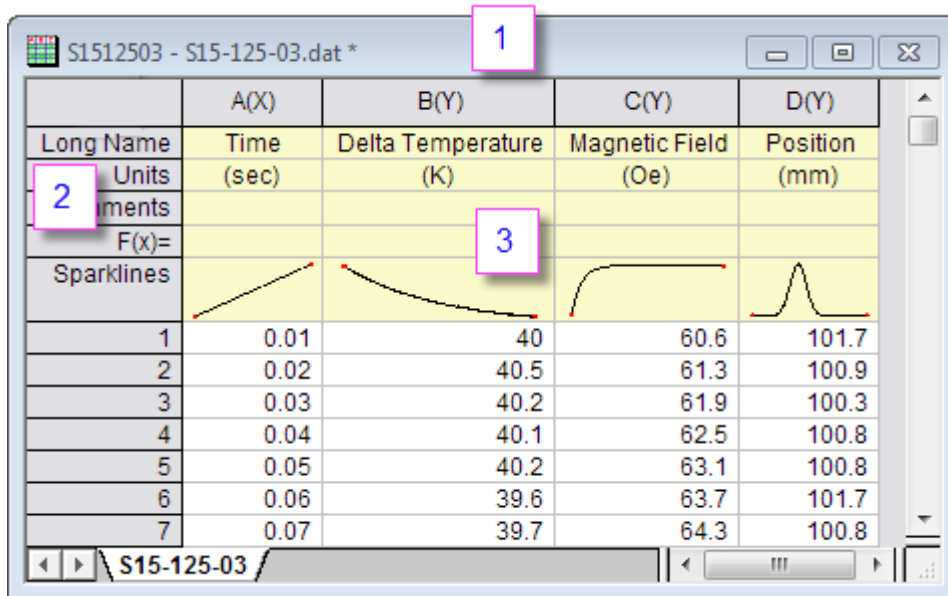 S1512503 - S15-125-03.dat *
1
A(X) B(Y) C(Y) D(Y)
Long Name Time Delta Temperature Magnetic Field Position
Units (sec) (K) (Oe) (mm)
2
mments
F(x)=
3
Sparklines
1 0.01 40 60.6 101.7
2 0.02 40.5 61.3 100.9
3 0.03 40.2 61.9 100.3
4 0.04 40.1 62.5 100.8
5 0.05 40.2 63.1 100.8
6 0.06 39.6 63.7 101.7
7 0.07 39.7 64.3 100.8
S15-125-03